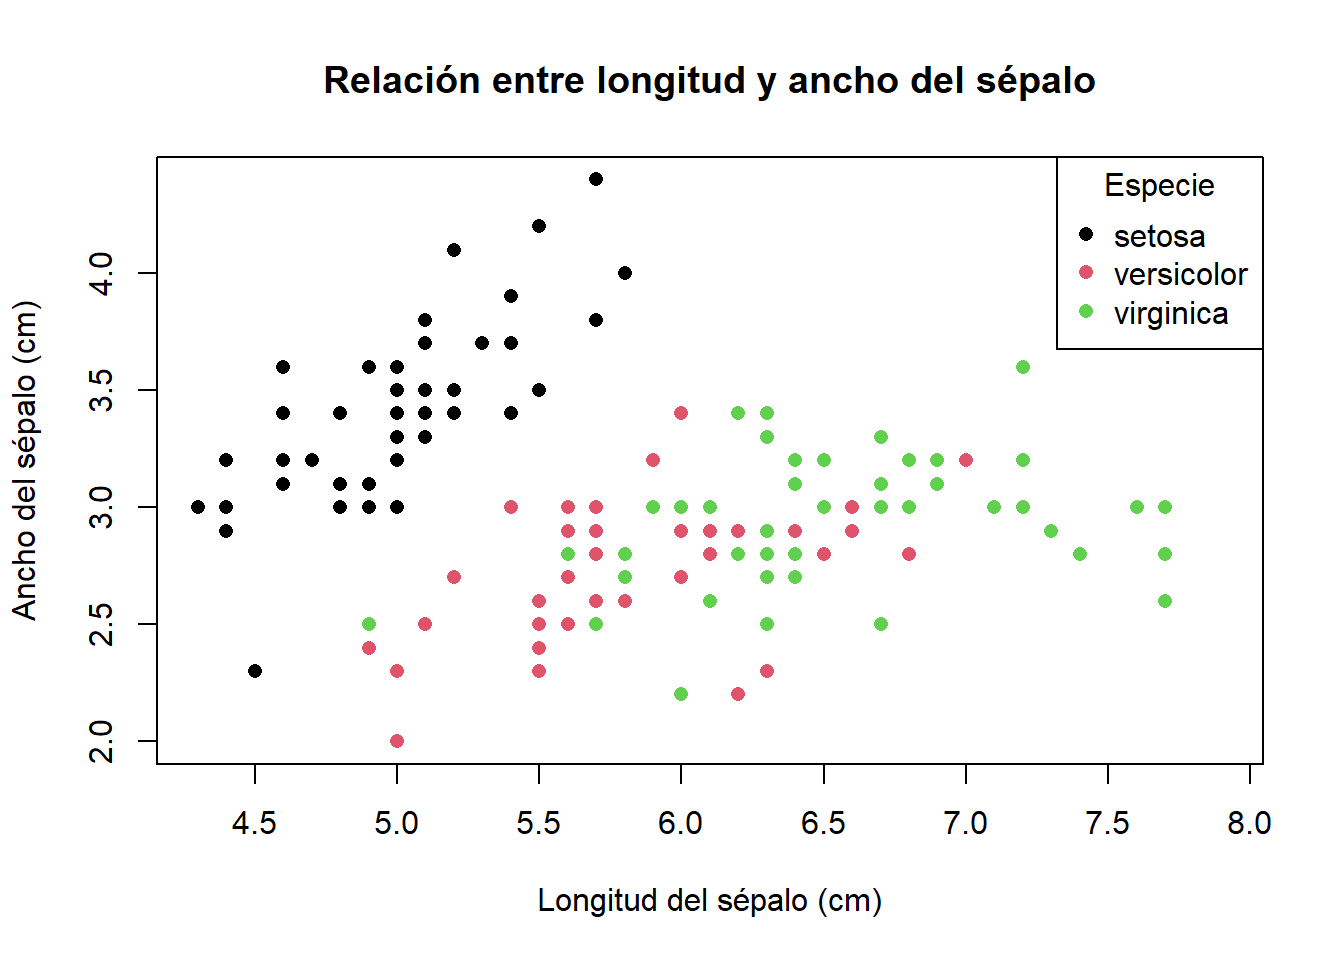 Relación entre longitud y ancho del sépalo
Especie
setosa
versicolor
virginica
Ancho del sépalo (cm)
4.0
3.5
3.0
2.5
2.0
4.5 5.0 5.5 6.0 6.5 7.0 7.5 8.0
Longitud del sépalo (cm)